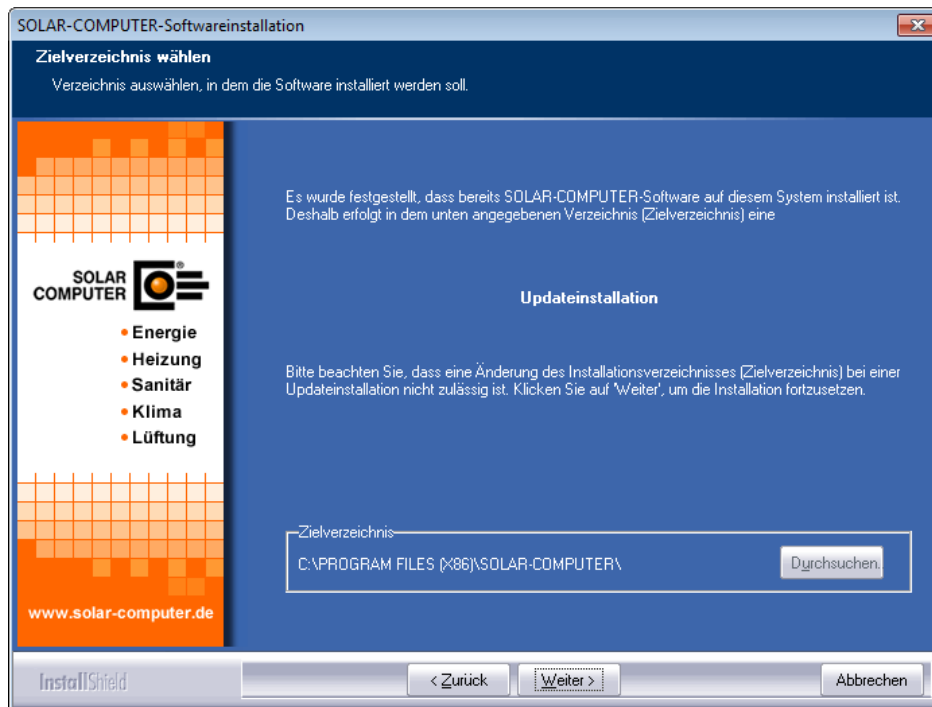 SOLAR-COMPUTER-Softwareinstallation
Zielverzeichnis wählen
Verzeichnis auswählen, in dem die Software installiert werden soll.
Es wurde festgestellt, dass bereits SOLAR-COMPUTER-Software auf diesem System installiert ist.
Deshalb erfolgt in dem unten angegebenen Verzeichnis (Zielverzeichnis) eine
Updateinstallation
Bitte beachten Sie, dass eine Änderung des Installationsverzeichnisses (Zielverzeichnis) bei einer
Updateinstallation nicht zulässig ist. Klicken Sie auf 'Weiter', um die Installation fortzusetzen.
SOLAR
COMPUTER
®
• Energie
• Heizung
• Sanitär
• Klima
• Lüftung
www.solar-computer.de
Zielverzeichnis
C:\PROGRAM FILES (X86)\SOLAR-COMPUTER\
Durchsuchen.
InstallShield
< Zurück
Weiter >
Abbrechen